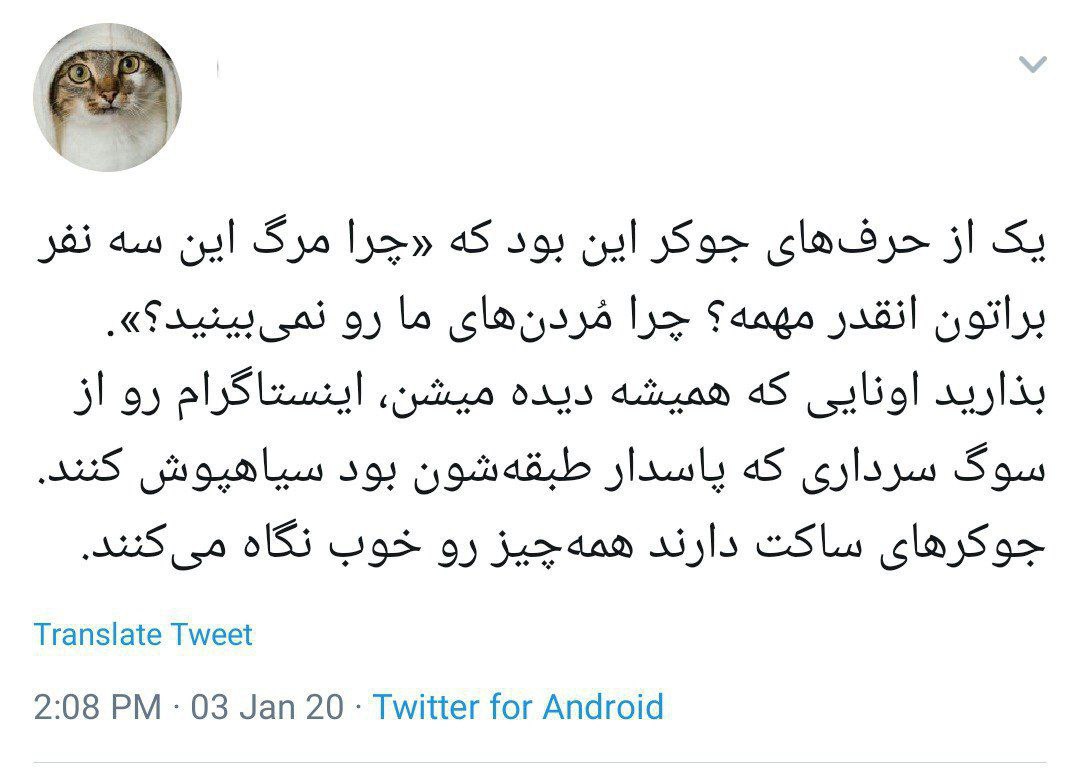 یک از حرف‌های جوکر این بود که «چرا مرگ این سه نفر
براتون انقدر مهمه؟ چرا مُردن‌های ما رو نمی‌بینید؟».
بذارید اونایی که همیشه دیده میشن، اینستاگرام رو از
سوگ سرداری که پاسدار طبقه‌شون بود سیاهپوش کنند.
جوکرهای ساکت دارند همه‌چیز رو خوب نگاه می‌کنند.
Translate Tweet
2:08 PM · 03 Jan 20 · Twitter for Android